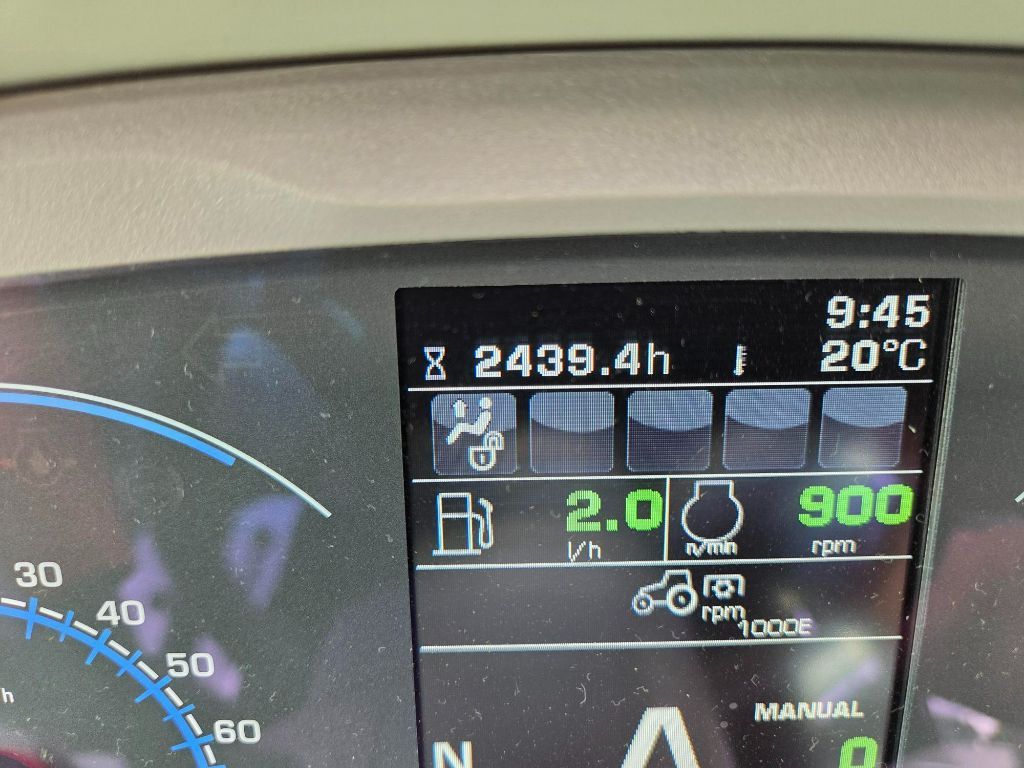 9:45
2439.4h 20°C
2.0 900
l/h n/min rpm
rpm
1000E
30
40
50
60
h
MANUAL
N 0